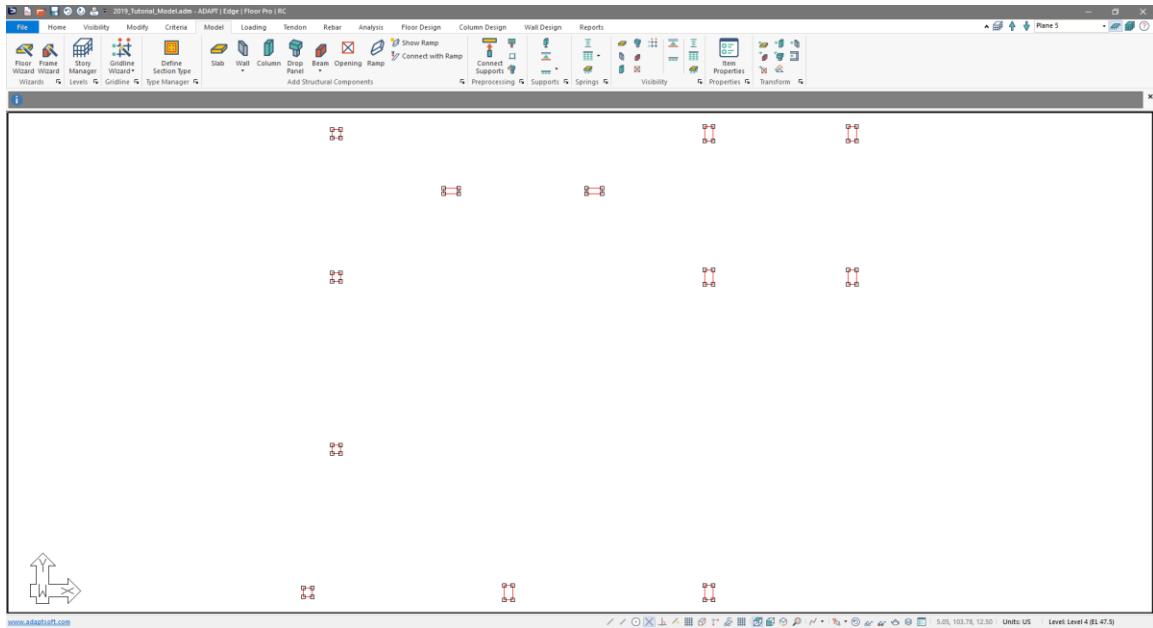 2019_Tutorial_Model.adm - ADAPT | Edge | Floor Pro | RC
File Home Visibility Modify Criteria Model Loading Tendon Rebar Analysis Floor Design Column Design Wall Design Reports Plane 5
Show Ramp
Connect with Ramp
Floor Wizard Frame Wizard Story Manager Gridline Wizard Define Section Type Slab Wall Column Drop Panel Beam Opening Ramp Connect Supports Item Properties
Wizards Levels Gridline Type Manager Add Structural Components Preprocessing Supports Springs Visibility Properties Transform
Y
W X
www.adaptsoft.com 5.05, 103.78, 12.50 Units: US Level: Level 4 (EL 47.5)